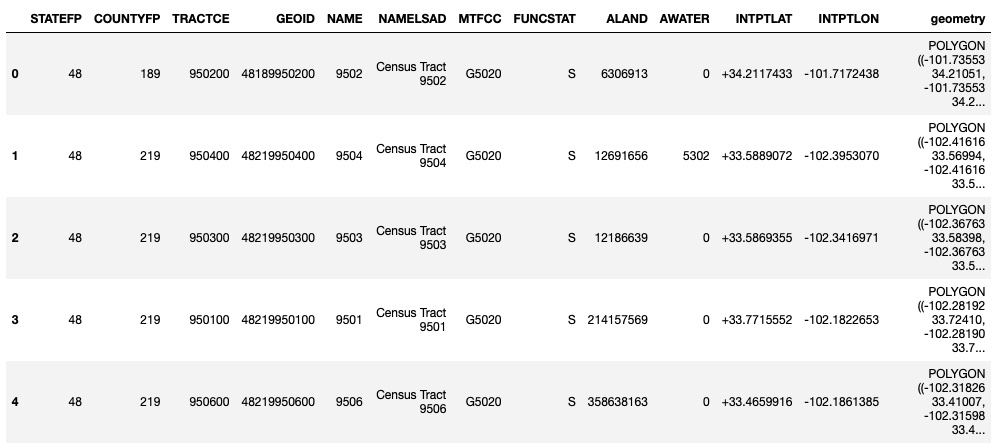 STATEFP COUNTYFP TRACTCE GEOID NAME NAMELSAD MTFCC FUNCSTAT ALAND AWATER INTPTLAT INTPTLON geometry
0 48 189 950200 48189950200 9502 Census Tract 9502 G5020 S 6306913 0 +34.2117433 -101.7172438 POLYGON ((-101.73553 34.21051, -101.73553 34.2...
1 48 219 950400 48219950400 9504 Census Tract 9504 G5020 S 12691656 5302 +33.5889072 -102.3953070 POLYGON ((-102.41616 33.56994, -102.41616 33.5...
2 48 219 950300 48219950300 9503 Census Tract 9503 G5020 S 12186639 0 +33.5869355 -102.3416971 POLYGON ((-102.36763 33.58398, -102.36763 33.5...
3 48 219 950100 48219950100 9501 Census Tract 9501 G5020 S 214157569 0 +33.7715552 -102.1822653 POLYGON ((-102.28192 33.72410, -102.28190 33.7...
4 48 219 950600 48219950600 9506 Census Tract 9506 G5020 S 358638163 0 +33.4659916 -102.1861385 POLYGON ((-102.31826 33.41007, -102.31598 33.4...